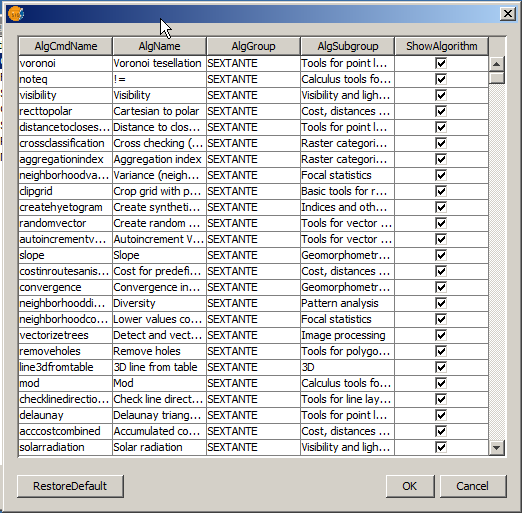 AlgCmdName AlgName AlgGroup AlgSubgroup ShowAlgorithm
voronoi Voronoi tesellation SEXTANTE Tools for point l...
noteq != SEXTANTE Calculus tools fo...
visibility Visibility SEXTANTE Visibility and ligh...
recttopolar Cartesian to polar SEXTANTE Cost, distances ...
distancetocloses... Distance to clos... SEXTANTE Tools for point l...
crossclassification Cross checking (... SEXTANTE Raster categori...
aggregationindex Aggregation index SEXTANTE Raster categori...
neighborhoodva... Variance (neigh... SEXTANTE Focal statistics
clipgrid Crop grid with p... SEXTANTE Basic tools for r...
createhyetogram Create syntheti... SEXTANTE Indices and oth...
randomvector Create random ... SEXTANTE Tools for vector ...
autoincrementv... Autoincrement V... SEXTANTE Tools for vector ...
slope Slope SEXTANTE Geomorphometr...
costinroutesanis... Cost for predefi... SEXTANTE Cost, distances ...
convergence Convergence in... SEXTANTE Geomorphometr...
neighborhooddi... Diversity SEXTANTE Pattern analysis
neighborhoodco... Lower values co... SEXTANTE Focal statistics
vectorizetrees Detect and vect... SEXTANTE Image processing
removeholes Remove holes SEXTANTE Tools for polygo...
line3dfromtable 3D line from table SEXTANTE 3D
mod Mod SEXTANTE Calculus tools fo...
checklinedirectio... Check line direct... SEXTANTE Tools for line lay...
delaunay Delaunay triang... SEXTANTE Tools for point l...
acccostcombined Accumulated co... SEXTANTE Cost, distances ...
solarradiation Solar radiation SEXTANTE Visibility and ligh...
RestoreDefault OK Cancel